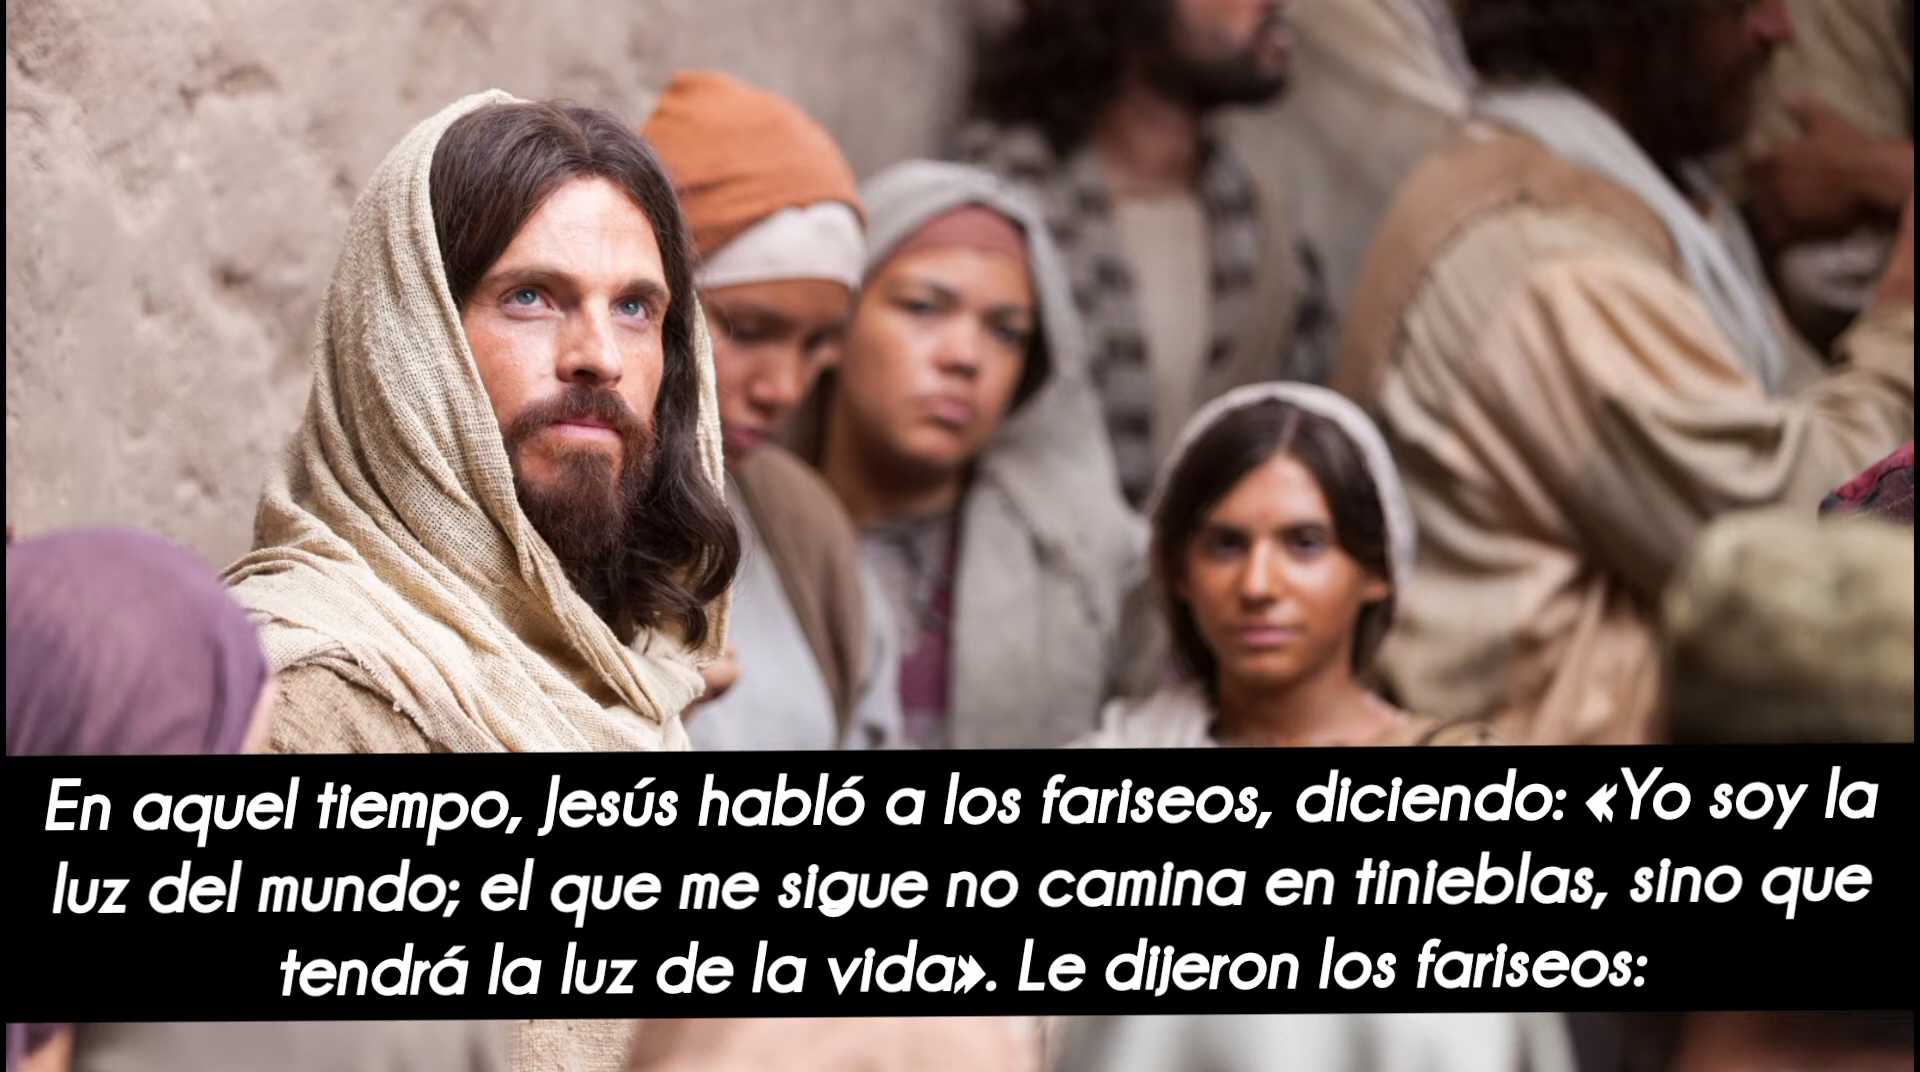 En aquel tiempo, Jesús habló a los fariseos, diciendo: «Yo soy la
luz del mundo; el que me sigue no camina en tinieblas, sino que
tendrá la luz de la vida». Le dijeron los fariseos: